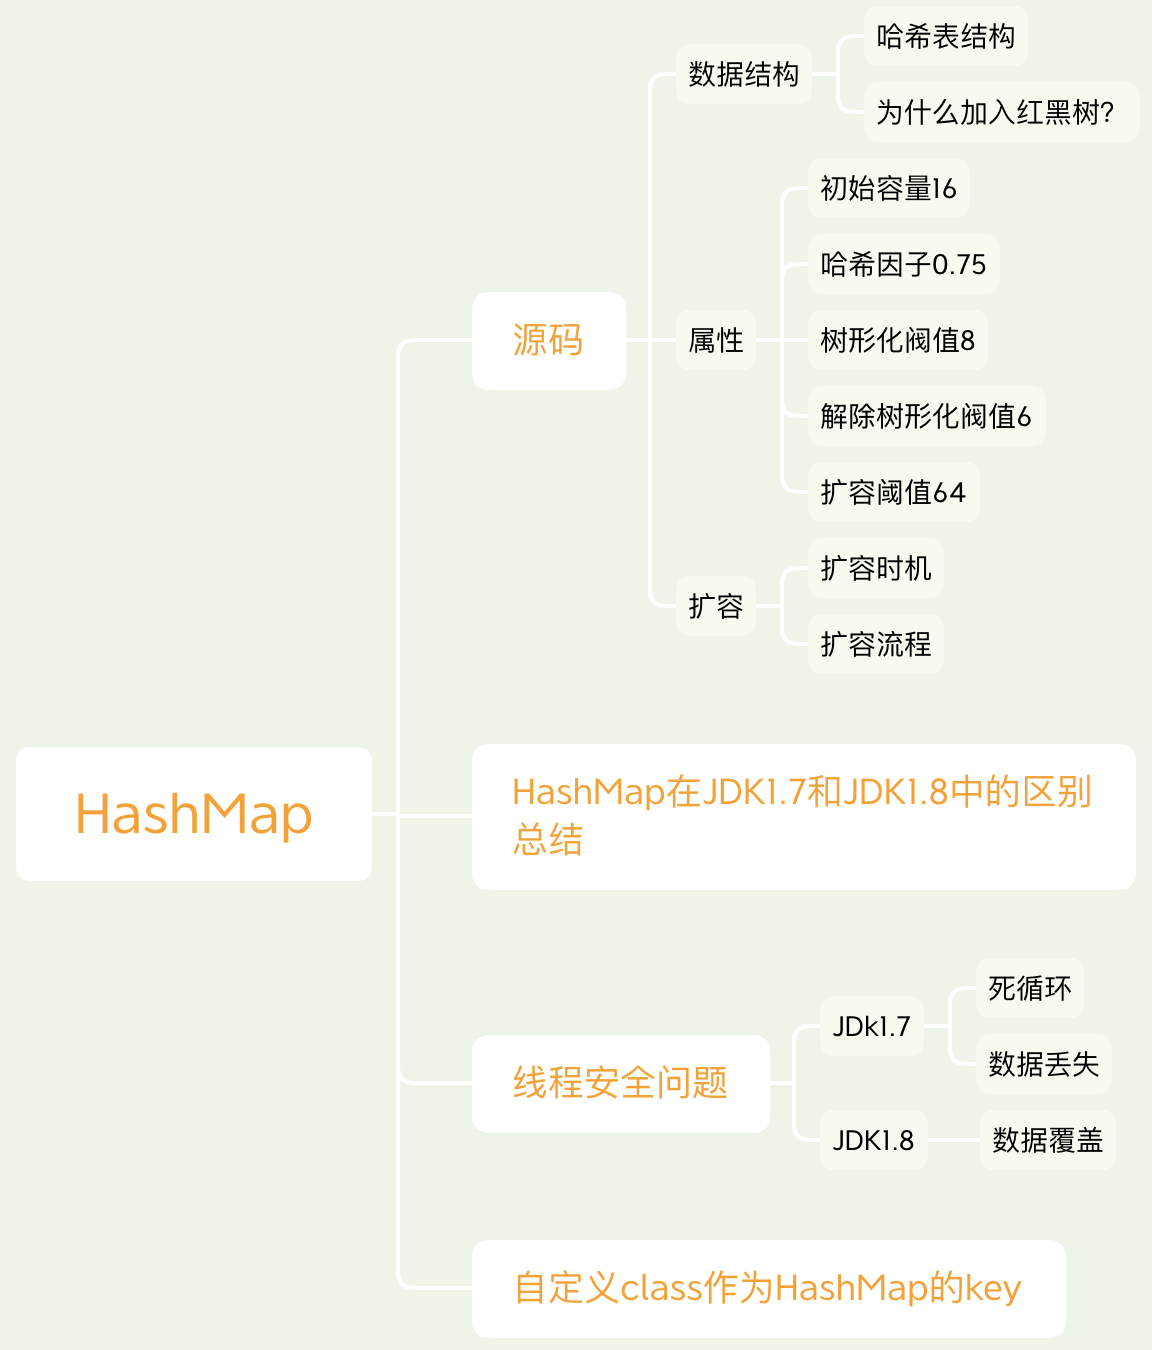 哈希表结构
数据结构
为什么加入红黑树?
初始容量16
哈希因子0.75
源码
属性
树形化阀值8
解除树形化阀值6
扩容阈值64
扩容时机
扩容
扩容流程
HashMap
HashMap在JDK1.7和JDK1.8中的区别
总结
死循环
JDk1.7
数据丢失
线程安全问题
JDK1.8
数据覆盖
自定义class作为HashMap的key